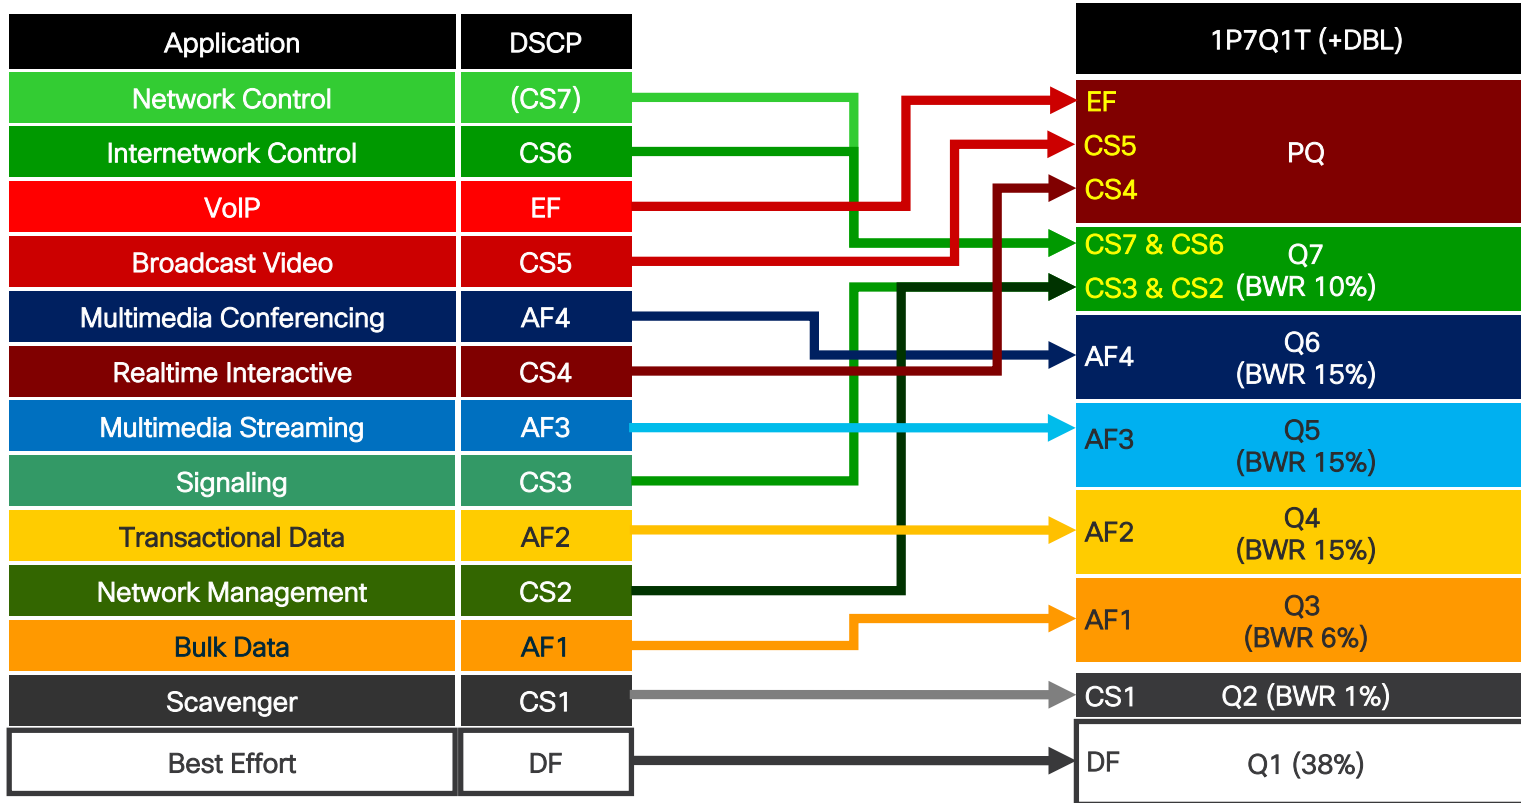 Application DSCP
Network Control (CS7)
Internetwork Control CS6
VoIP EF
Broadcast Video CS5
Multimedia Conferencing AF4
Realtime Interactive CS4
Multimedia Streaming AF3
Signaling CS3
Transactional Data AF2
Network Management CS2
Bulk Data AF1
Scavenger CS1
Best Effort DF
1P7Q1T (+DBL)
EF
CS5
PQ
CS4
CS7 & CS6
Q7
CS3 & CS2 (BWR 10%)
Q6
AF4
(BWR 15%)
Q5
AF3
(BWR 15%)
Q4
AF2
(BWR 15%)
Q3
AF1
(BWR 6%)
CS1 Q2 (BWR 1%)
DF Q1 (38%)